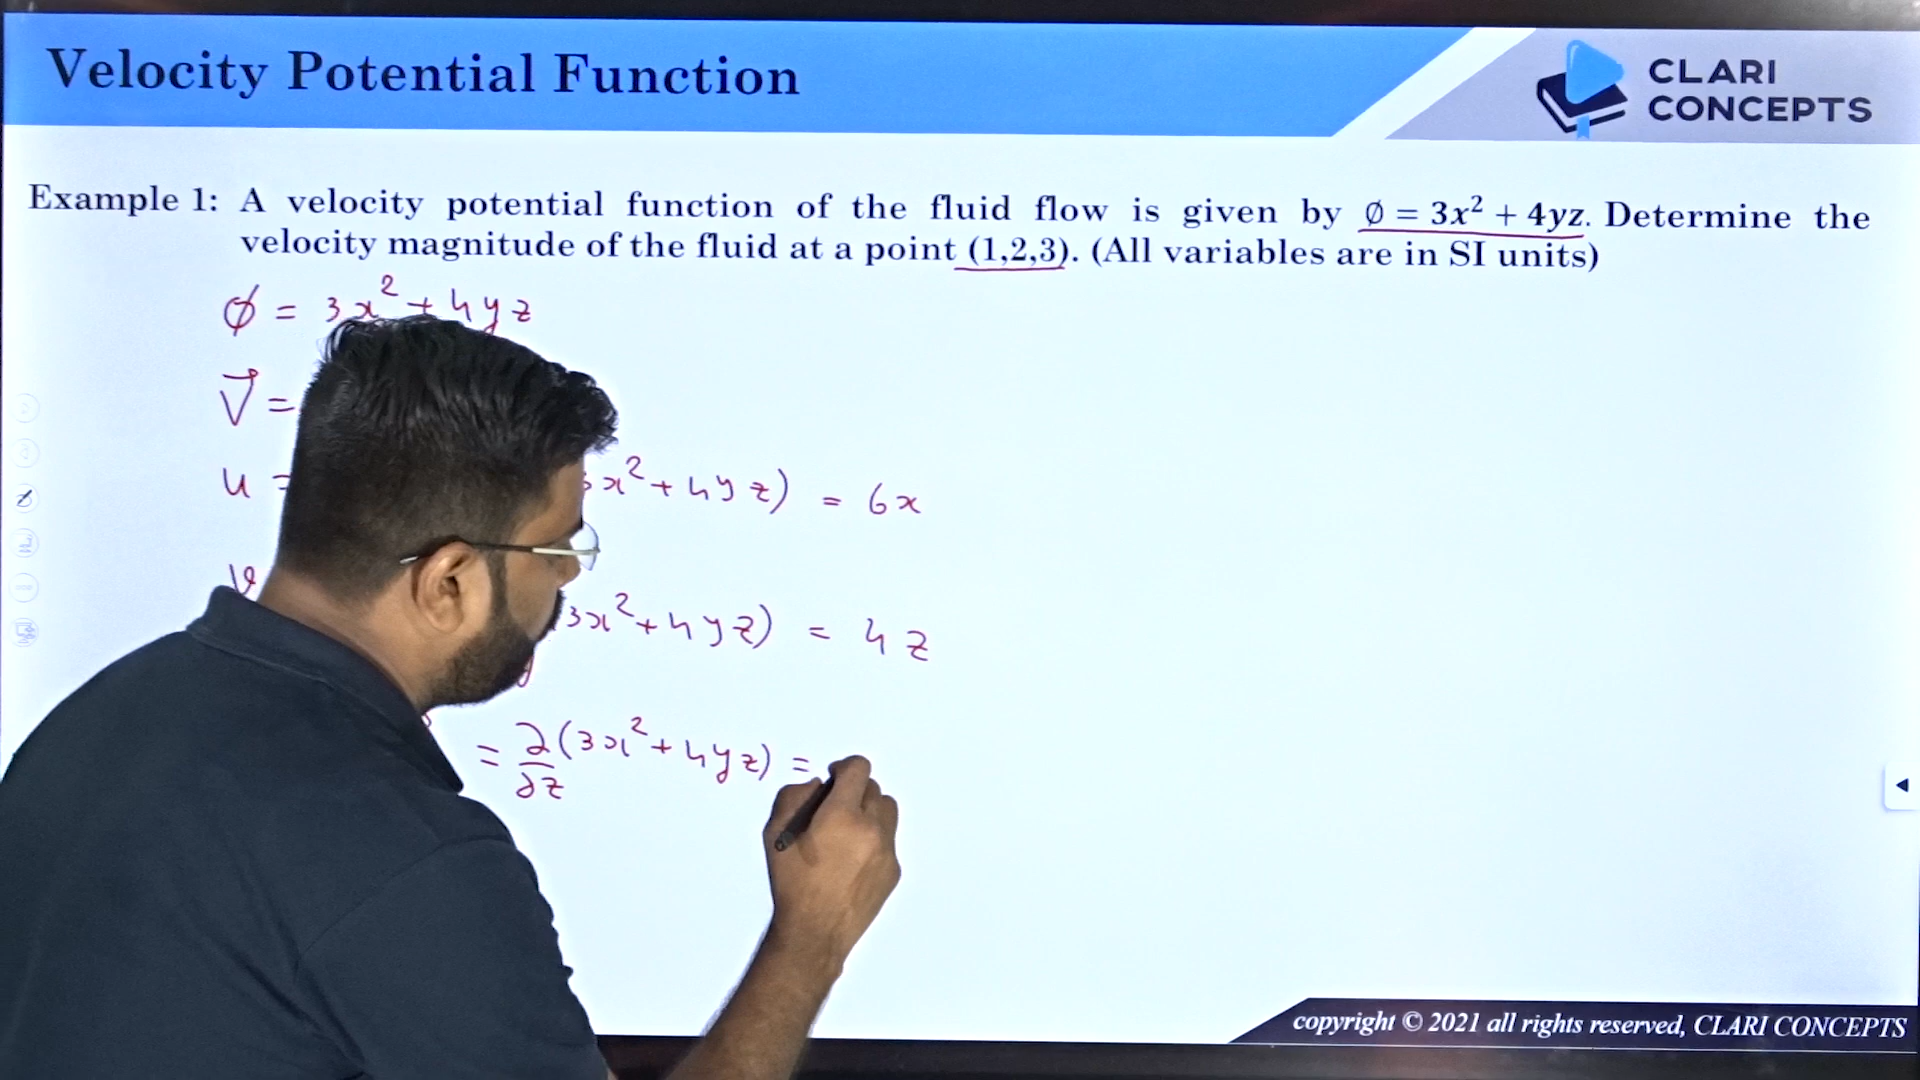 Velocity Potential Function
CLARI
CONCEPTS
Example 1: A velocity potential function of the fluid flow is given by ∅ = 3x² + 4yz. Determine the
velocity magnitude of the fluid at a point (1,2,3). (All variables are in SI units)
ϕ = 3x² + 4yz
V⃗ =
u = x² + 4yz) = 6x
v 3x² + 4yz) = 4z
= ∂/∂z (3x² + 4yz) =
copyright © 2021 all rights reserved, CLARI CONCEPTS